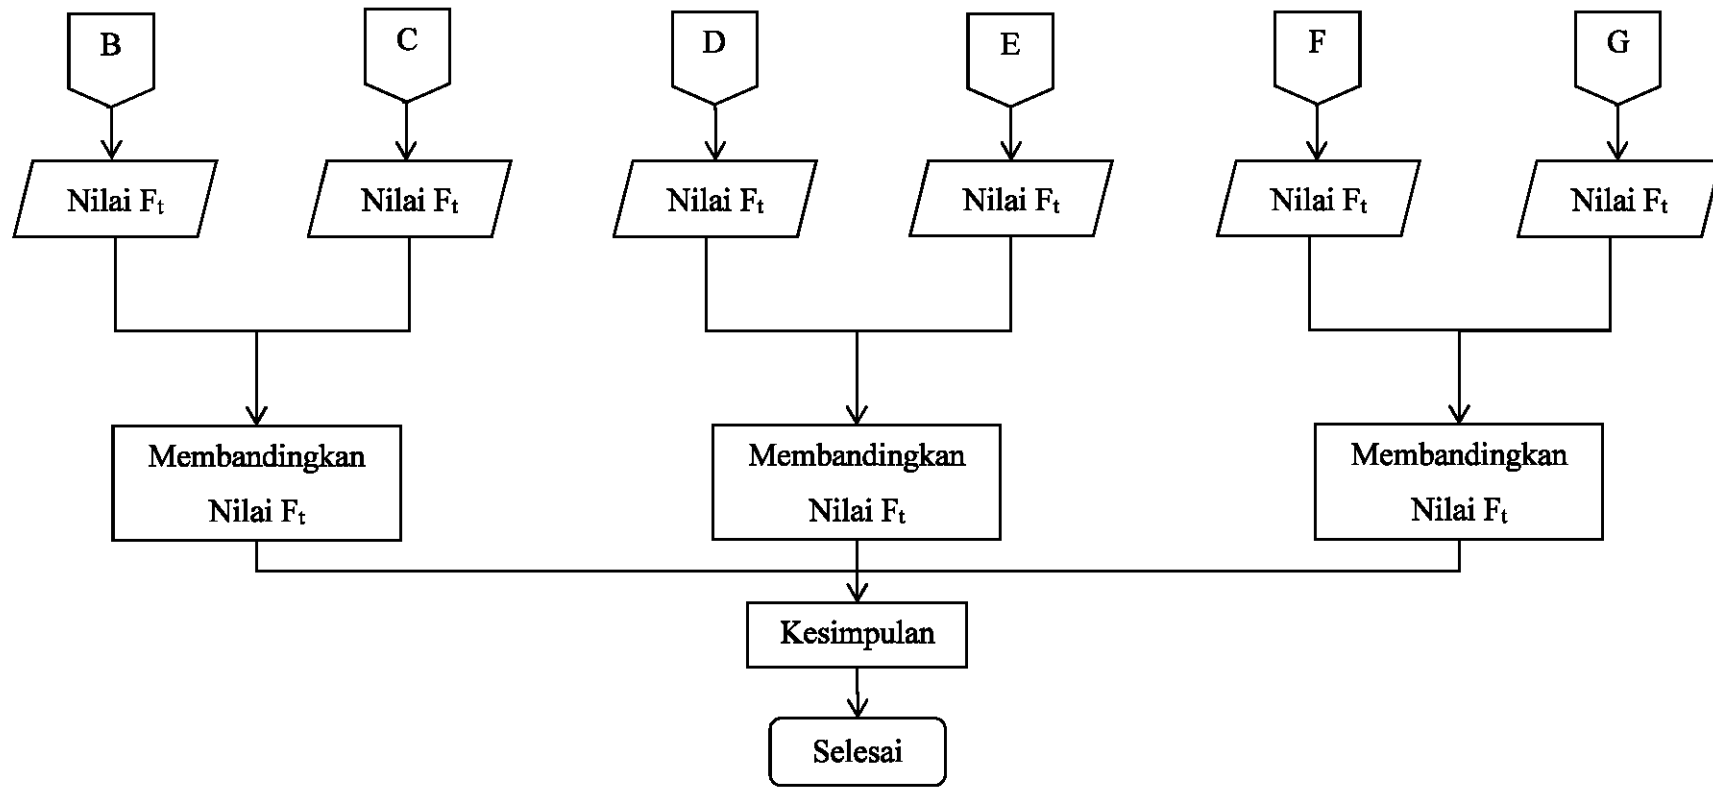 B
C
D
E
F
G
Nilai Fₜ
Nilai Fₜ
Nilai Fₜ
Nilai Fₜ
Nilai Fₜ
Nilai Fₜ
Membandingkan
Nilai Fₜ
Membandingkan
Nilai Fₜ
Membandingkan
Nilai Fₜ
Kesimpulan
Selesai